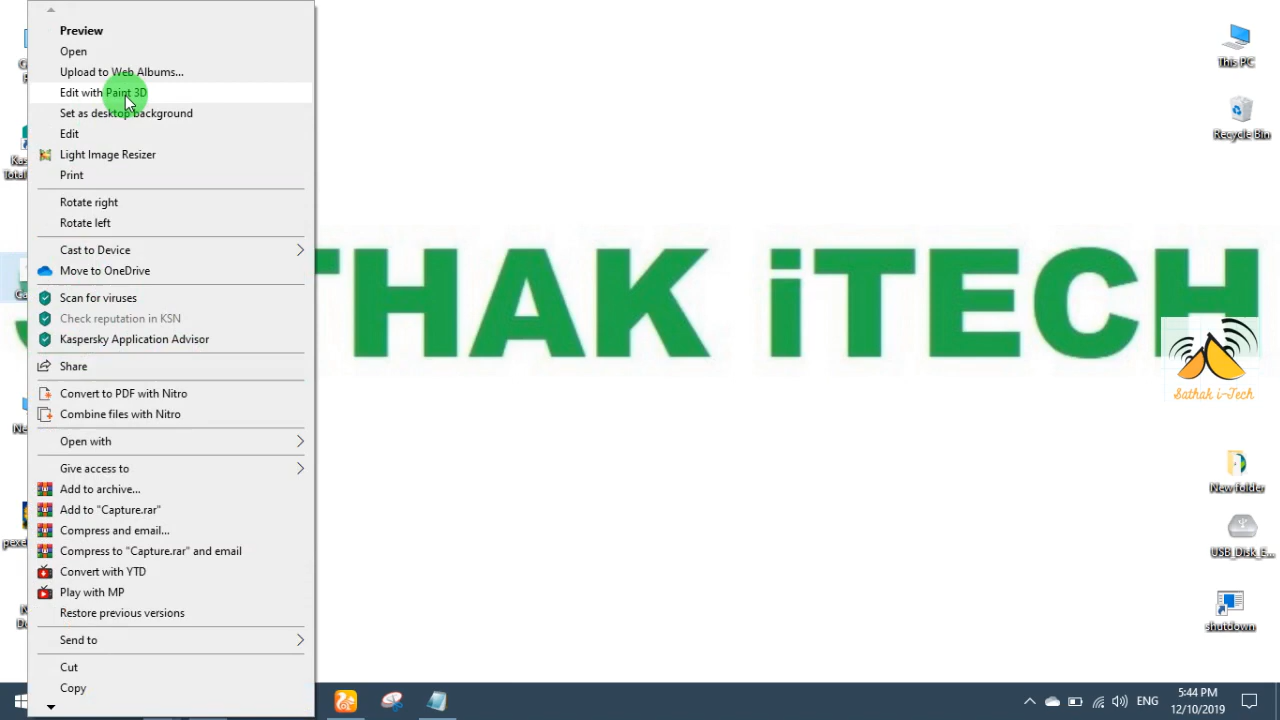 Preview
Open
Upload to Web Albums...
Edit with Paint 3D
Set as desktop background
Edit
Light Image Resizer
Print
Rotate right
Rotate left
Cast to Device
Move to OneDrive
Scan for viruses
Check reputation in KSN
Kaspersky Application Advisor
Share
Convert to PDF with Nitro
Combine files with Nitro
Open with
Give access to
Add to archive...
Add to "Capture.rar"
Compress and email...
Compress to "Capture.rar" and email
Convert with YTD
Play with MP
Restore previous versions
Send to
Cut
Copy
THAK iTECH
Sathak i-Tech
This PC
Recycle Bin
New folder
USB_Disk_E...
shutdown
ENG
5:44 PM
12/10/2019